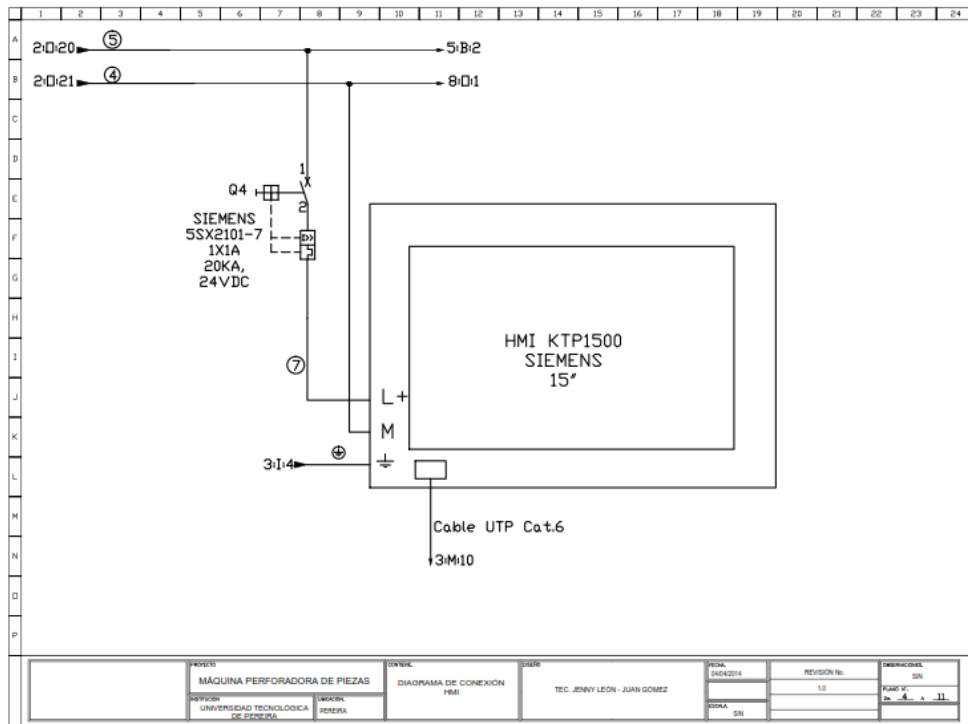 1 2 3 4 5 6 7 8 9 10 11 12 13 14 15 16 17 18 19 20 21 22 23 24
A
B
C
D
E
F
G
H
I
J
K
L
M
N
O
P
2:O:20 5 5:B:2
2:O:21 4 8:O:1
1
Q4
2
SIEMENS
5SX2101-7
1X1A
20KA,
24VDC
I>>
7
HMI KTP1500
SIEMENS
15"
L+
M
3:I:4
Cable UTP Cat.6
3:M:10
PROYECTO
MÁQUINA PERFORADORA DE PIEZAS
INSTITUCIÓN
UNIVERSIDAD TECNOLÓGICA
DE PEREIRA
UBICACIÓN.
PEREIRA
CONTIENE.
DIAGRAMA DE CONEXIÓN
HMI
DISEÑO
TEC. JENNY LEÓN - JUAN GÓMEZ
FECHA.
04/04/2014
ESCALA.
SIN
REVISIÓN No.
1.0
OBSERVACIONES.
SIN
PLANO N°.
DE. 4 A 11